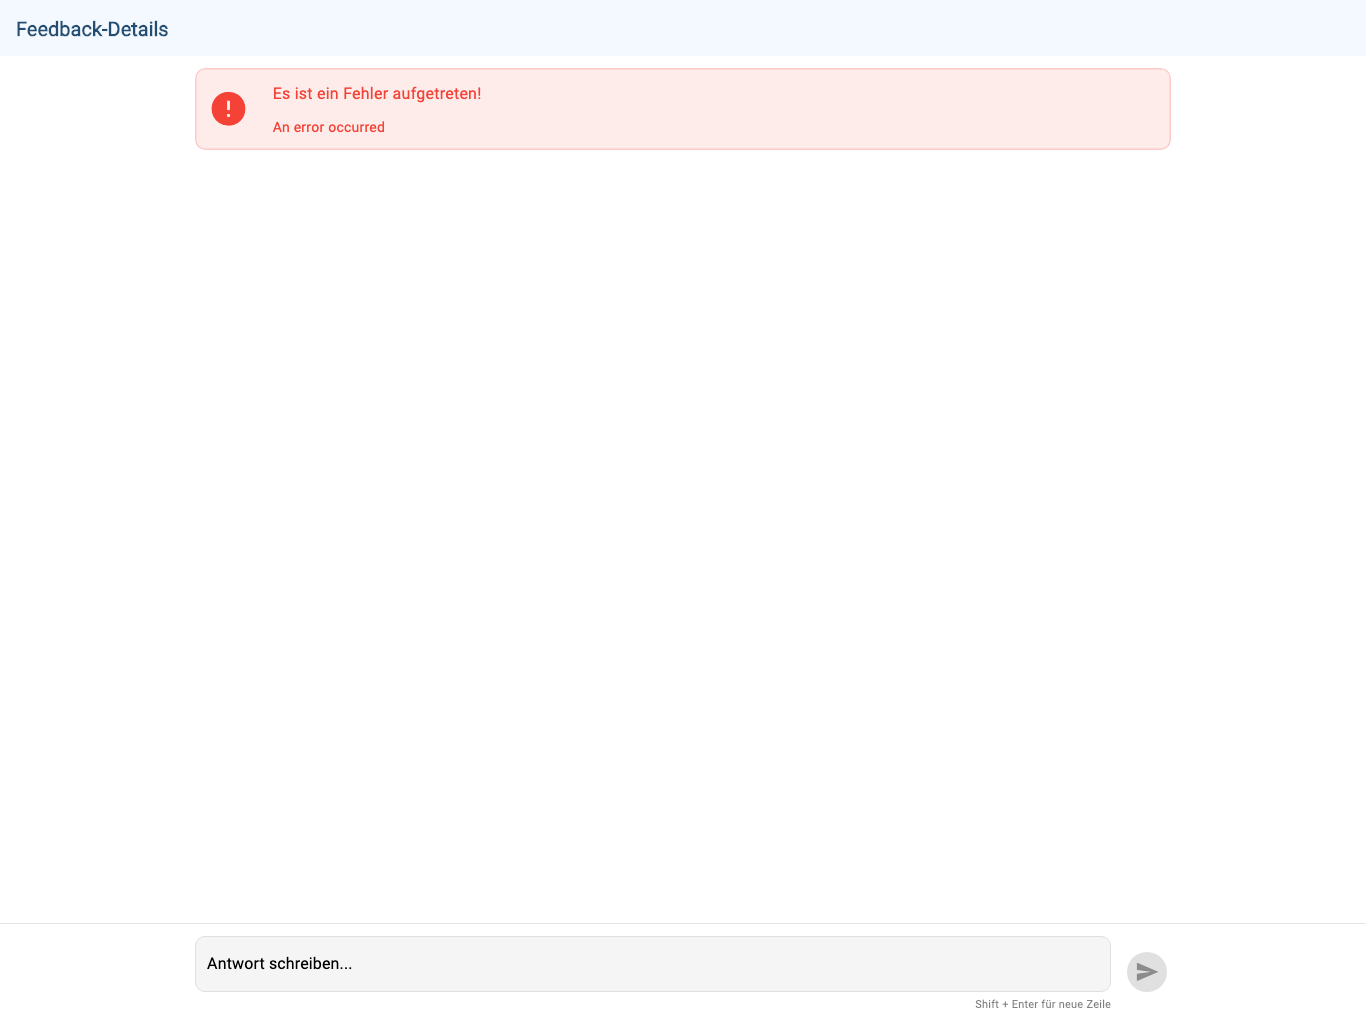 Feedback-Details
Es ist ein Fehler aufgetreten!
An error occurred
Antwort schreiben...
Shift + Enter für neue Zeile